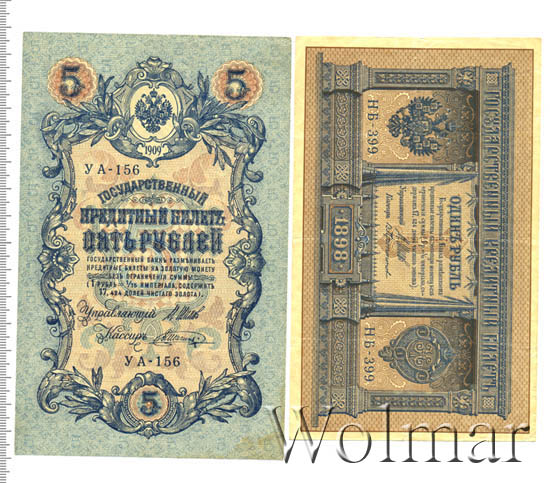 5 5
1909
УА-156
ГОСУДАРСТВЕННЫЙ
КРЕДИТНЫЙ БИЛЕТЪ
ПЯТЬ РУБЛЕЙ
ГОСУДАРСТВЕННЫЙ БАНКЪ РАЗМѢНИВАЕТЪ
КРЕДИТНЫЕ БИЛЕТЫ НА ЗОЛОТУЮ МОНЕТУ
БЕЗЪ ОГРАНИЧЕНІЯ СУММЫ
(1 РУБЛЬ = 1/15 ИМПЕРІАЛА, СОДЕРЖИТЪ
17,424 ДОЛЕЙ ЧИСТАГО ЗОЛОТА).
Управляющій
Кассиръ
УА-156
5
ГОСУДАРСТВЕННЫЙ КРЕДИТНЫЙ БИЛЕТЪ
НБ-399
НБ-399
1898
ОДИНЪ РУБЛЬ
Wolmar